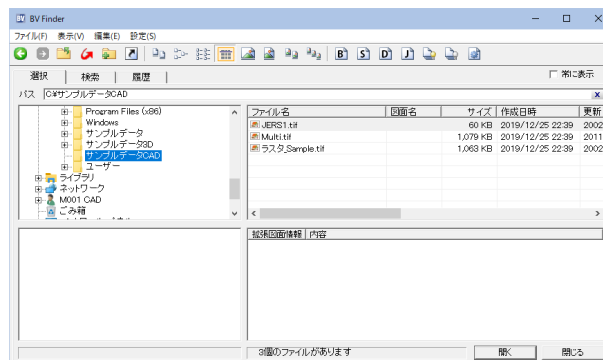 BV Finder
ファイル(F) 表示(V) 編集(E) 設定(S)
B S D J
選択 検索 履歴 常に表示
パス C:¥サンプルデータCAD
Program Files (x86)
Windows
サンプルデータ
サンプルデータ3D
サンプルデータCAD
ユーザー
ライブラリ
ネットワーク
M001 CAD
ごみ箱
ファイル名 図面名 サイズ 作成日時 更新
JERS1.tif 60 KB 2019/12/25 22:39 2002
Multi.tif 1,079 KB 2019/12/25 22:39 2011
ラスタ_Sample.tif 1,063 KB 2019/12/25 22:39 2002
拡張図面情報 内容
3個のファイルがあります 開く 閉じる